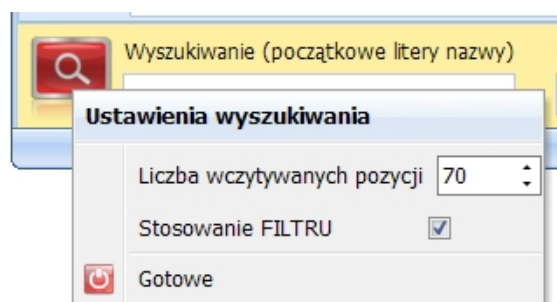 Wyszukiwanie (początkowe litery nazwy)
Ustawienia wyszukiwania
Liczba wczytywanych pozycji 70
Stosowanie FILTRU
Gotowe